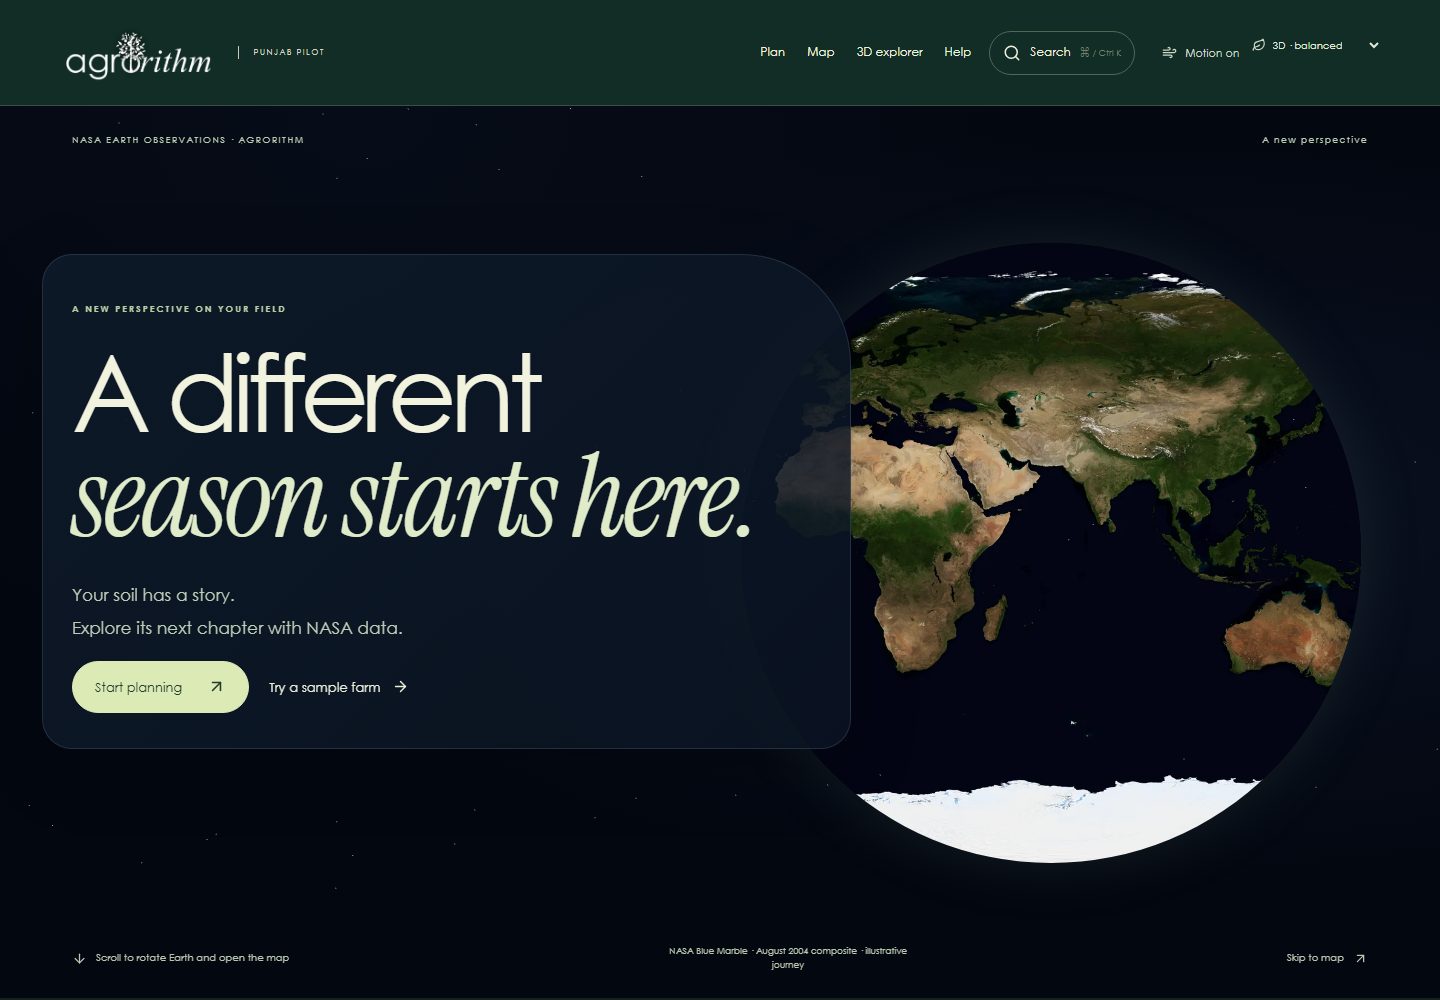 agrorithm
PUNJAB PILOT
Plan
Map
3D explorer
Help
Search ⌘ / Ctrl K
Motion on
3D · balanced
NASA EARTH OBSERVATIONS · AGRORITHM
A new perspective
A NEW PERSPECTIVE ON YOUR FIELD
A different
season starts here.
Your soil has a story.
Explore its next chapter with NASA data.
Start planning
Try a sample farm
Scroll to rotate Earth and open the map
NASA Blue Marble · August 2004 composite · illustrative
journey
Skip to map